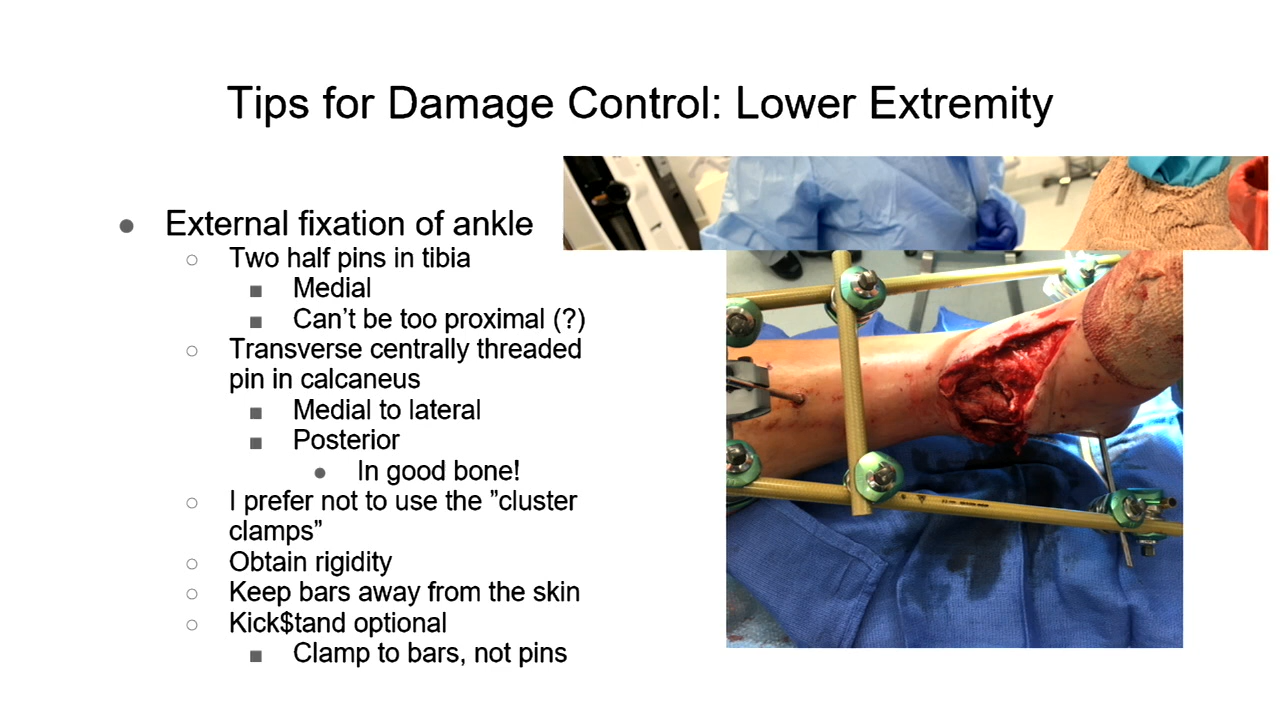 Tips for Damage Control: Lower Extremity
● External fixation of ankle
○ Two half pins in tibia
■ Medial
■ Can’t be too proximal (?)
○ Transverse centrally threaded
pin in calcaneus
■ Medial to lateral
■ Posterior
● In good bone!
○ I prefer not to use the ”cluster
clamps”
○ Obtain rigidity
○ Keep bars away from the skin
○ Kick$tand optional
■ Clamp to bars, not pins